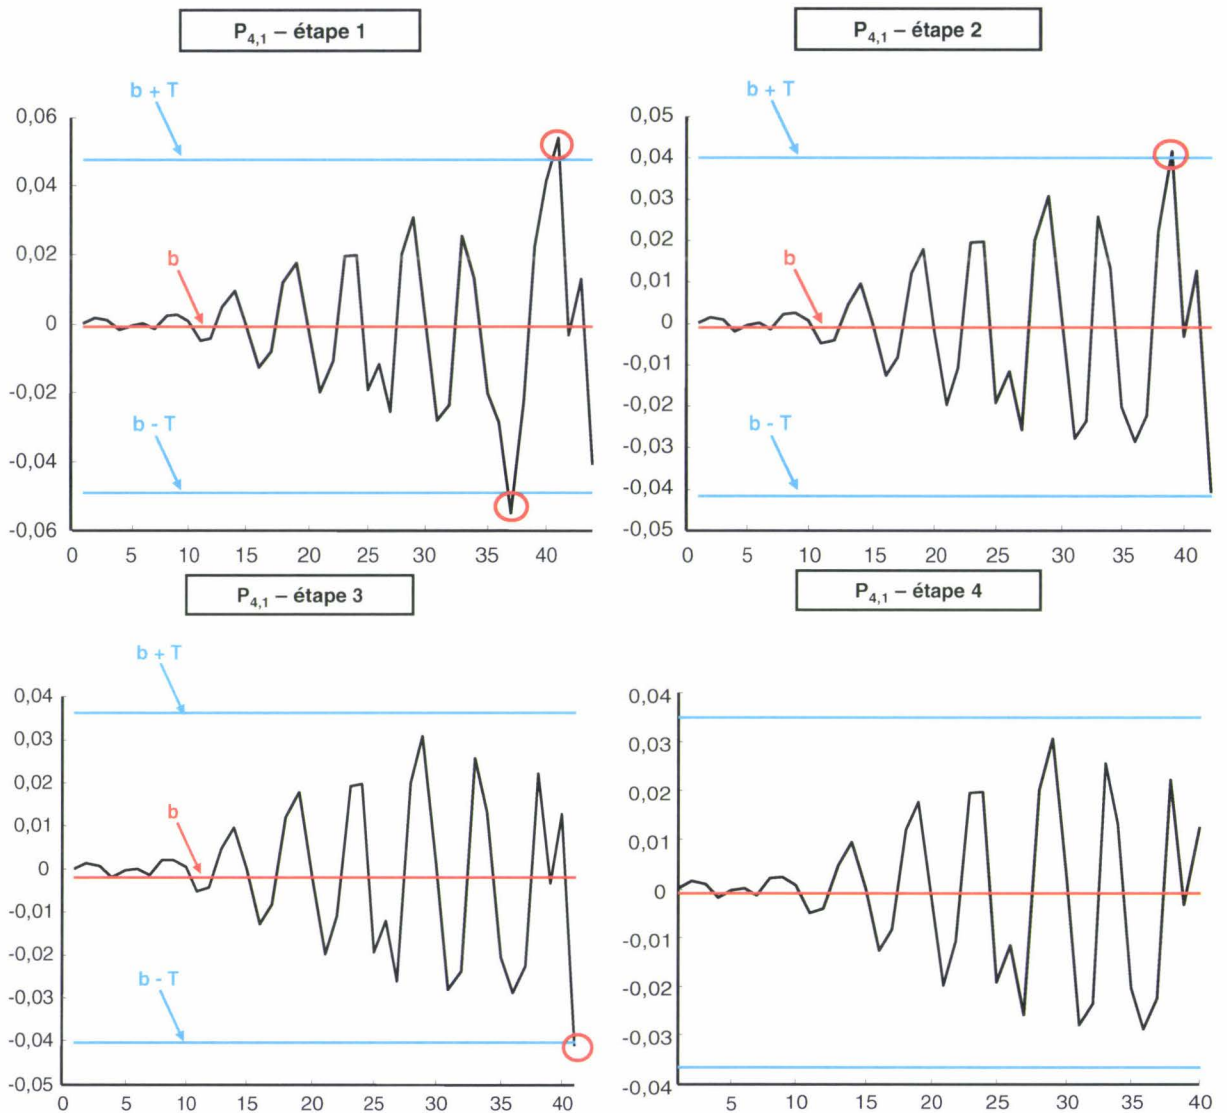 P4,1 – étape 1
b + T
0,06
0,04
b
0,02
0
-0,02
b - T
-0,04
-0,06
0 5 10 15 20 25 30 35 40
P4,1 – étape 2
b + T
0,05
0,04
0,03
0,02
b
0,01
0
-0,01
-0,02
b - T
-0,03
-0,04
-0,05
0 5 10 15 20 25 30 35 40
P4,1 – étape 3
b + T
0,04
0,03
0,02
b
0,01
0
-0,01
-0,02
b - T
-0,03
-0,04
-0,05
0 5 10 15 20 25 30 35 40
P4,1 – étape 4
0,04
0,03
0,02
0,01
0
-0,01
-0,02
-0,03
-0,04
5 10 15 20 25 30 35 40